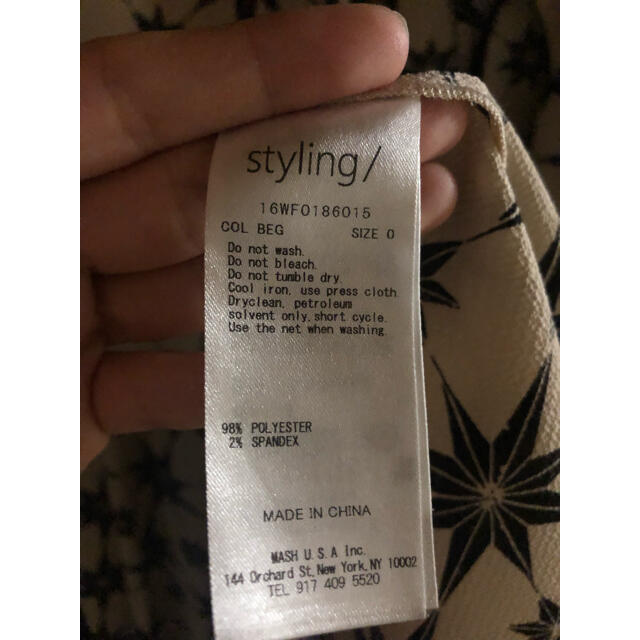 styling/
16WF0186015
COL BEG SIZE 0
Do not wash.
Do not bleach.
Do not tumble dry.
Cool iron, use press cloth.
Dryclean, petroleum
solvent only, short cycle.
Use the net when washing.
98% POLYESTER
2% SPANDEX
MADE IN CHINA
MASH U.S.A Inc.
144 Orchard St, New York, NY 10002
TEL 917 409 5520